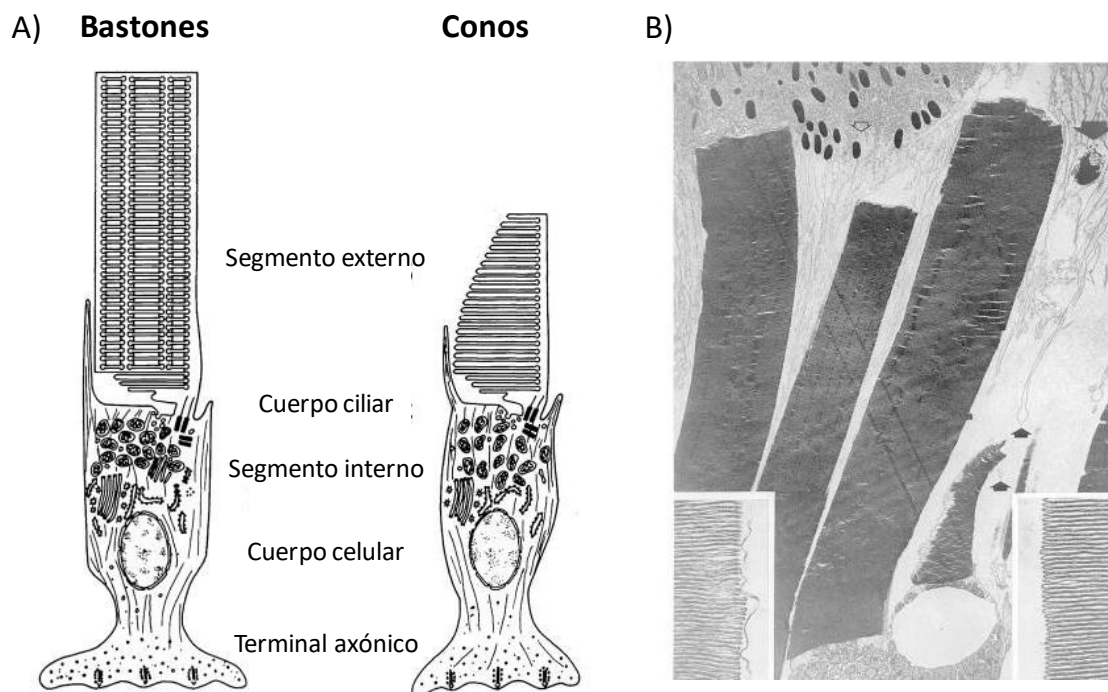 A) Bastones Conos B)
Segmento externo
Cuerpo ciliar
Segmento interno
Cuerpo celular
Terminal axónico